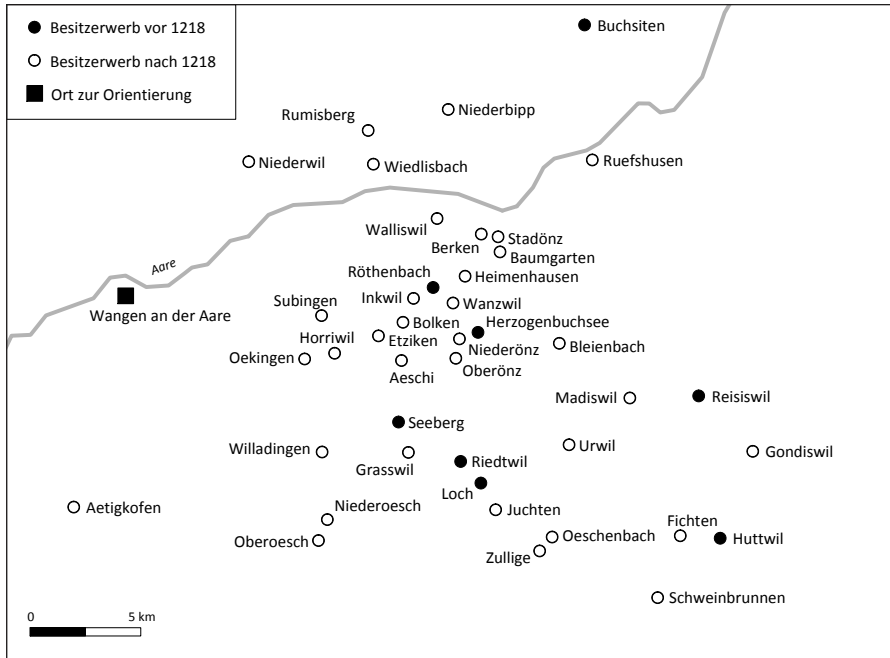 Besitzerwerb vor 1218
Besitzerwerb nach 1218
Ort zur Orientierung
Buchsiten
Niederbipp
Rumisberg
Niederwil
Wiedlisbach
Ruefshusen
Walliswil
Berken
Stadönz
Baumgarten
Aare
Röthenbach
Heimenhausen
Inkwil
Wanzwil
Wangen an der Aare
Subingen
Bolken
Herzogenbuchsee
Horriwil
Etziken
Niederönz
Bleienbach
Oekingen
Aeschi
Oberönz
Madiswil
Reisiswil
Seeberg
Willadingen
Grasswil
Riedtwil
Urwil
Gondiswil
Loch
Aetigkofen
Niederoesch
Juchten
Fichten
Oberoesch
Oeschenbach
Huttwil
Zullige
Schweinbrunnen
0 5 km